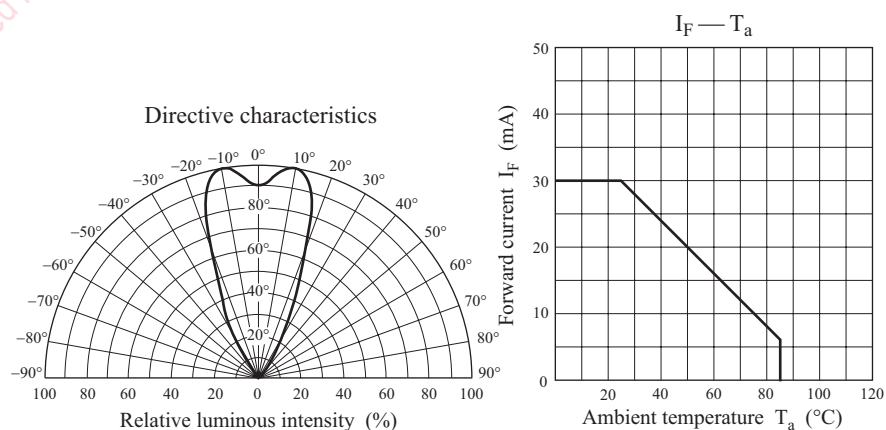 Directive characteristics
0°
–10° 10°
–20° 20°
–30° 30°
–40° 40°
–50° 50°
–60° 60°
–70° 70°
–80° 80°
–90° 90°
80°
60°
40°
20°
100 80 60 40 20 0 20 40 60 80 100
Relative luminous intensity (%)
I_F — T_a
Forward current I_F (mA)
50
40
30
20
10
0
20 40 60 80 100 120
Ambient temperature T_a (°C)